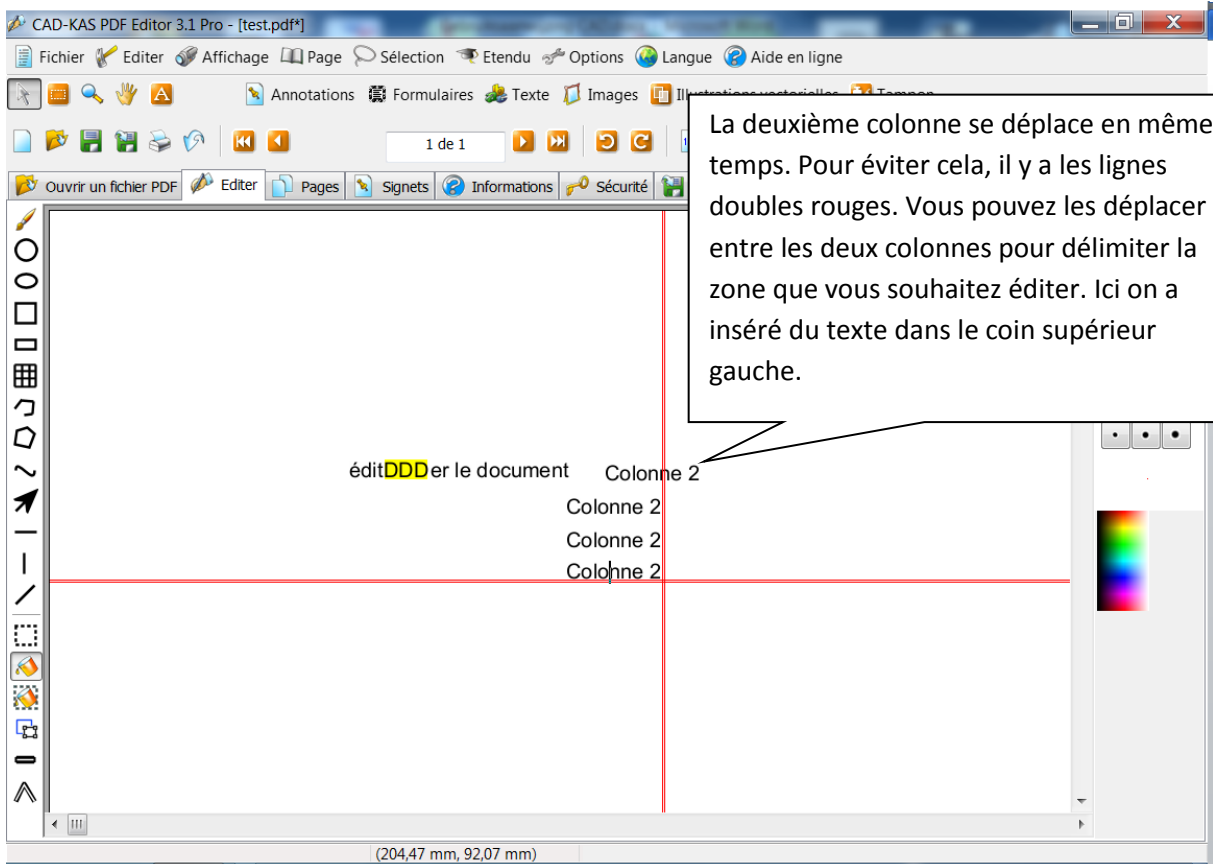 CAD-KAS PDF Editor 3.1 Pro - [test.pdf*]
Fichier Editer Affichage Page Sélection Etendu Options Langue Aide en ligne
Annotations Formulaires Texte Images Illustrations vectorielles Tampon
1 de 1
Ouvrir un fichier PDF Editer Pages Signets Informations Sécurité
La deuxième colonne se déplace en même
temps. Pour éviter cela, il y a les lignes
doubles rouges. Vous pouvez les déplacer
entre les deux colonnes pour délimiter la
zone que vous souhaitez éditer. Ici on a
inséré du texte dans le coin supérieur
gauche.
éditDDDer le document Colonne 2
Colonne 2
Colonne 2
Colonne 2
(204,47 mm, 92,07 mm)